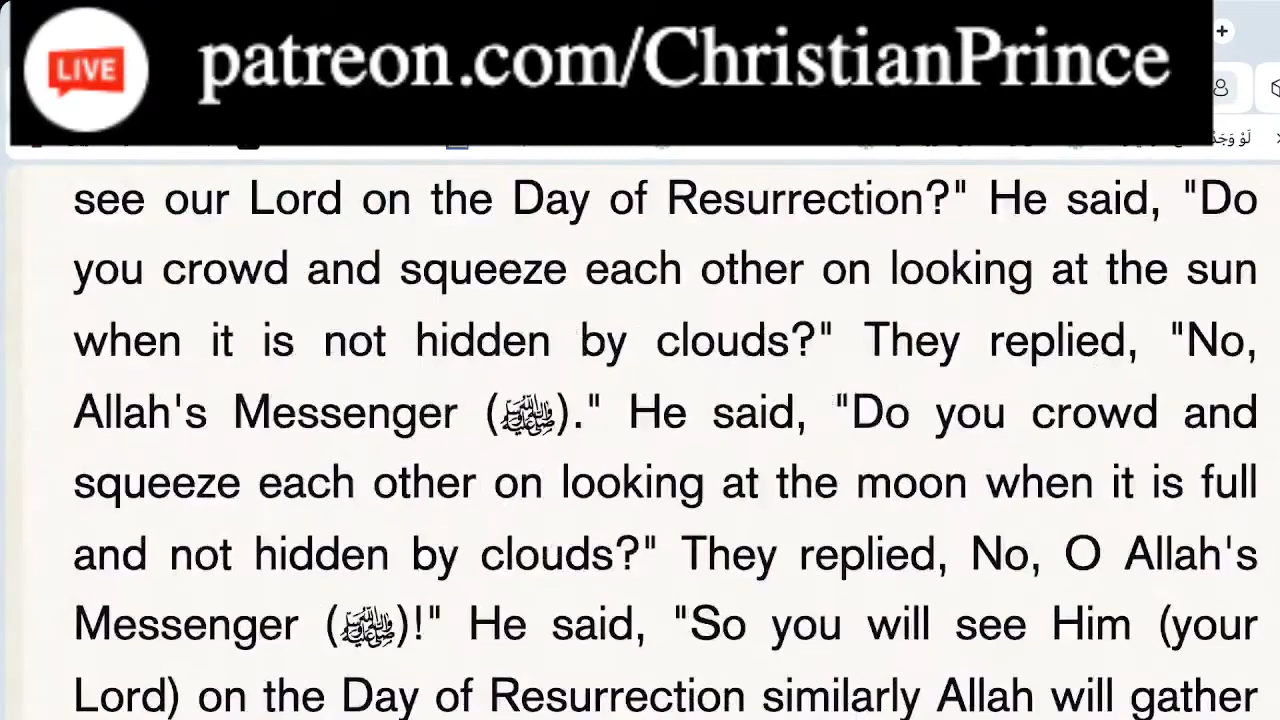 LIVE
patreon.com/ChristianPrince
see our Lord on the Day of Resurrection?" He said, "Do
you crowd and squeeze each other on looking at the sun
when it is not hidden by clouds?" They replied, "No,
Allah's Messenger (ﷺ)." He said, "Do you crowd and
squeeze each other on looking at the moon when it is full
and not hidden by clouds?" They replied, No, O Allah's
Messenger (ﷺ)!" He said, "So you will see Him (your
Lord) on the Day of Resurrection similarly Allah will gather